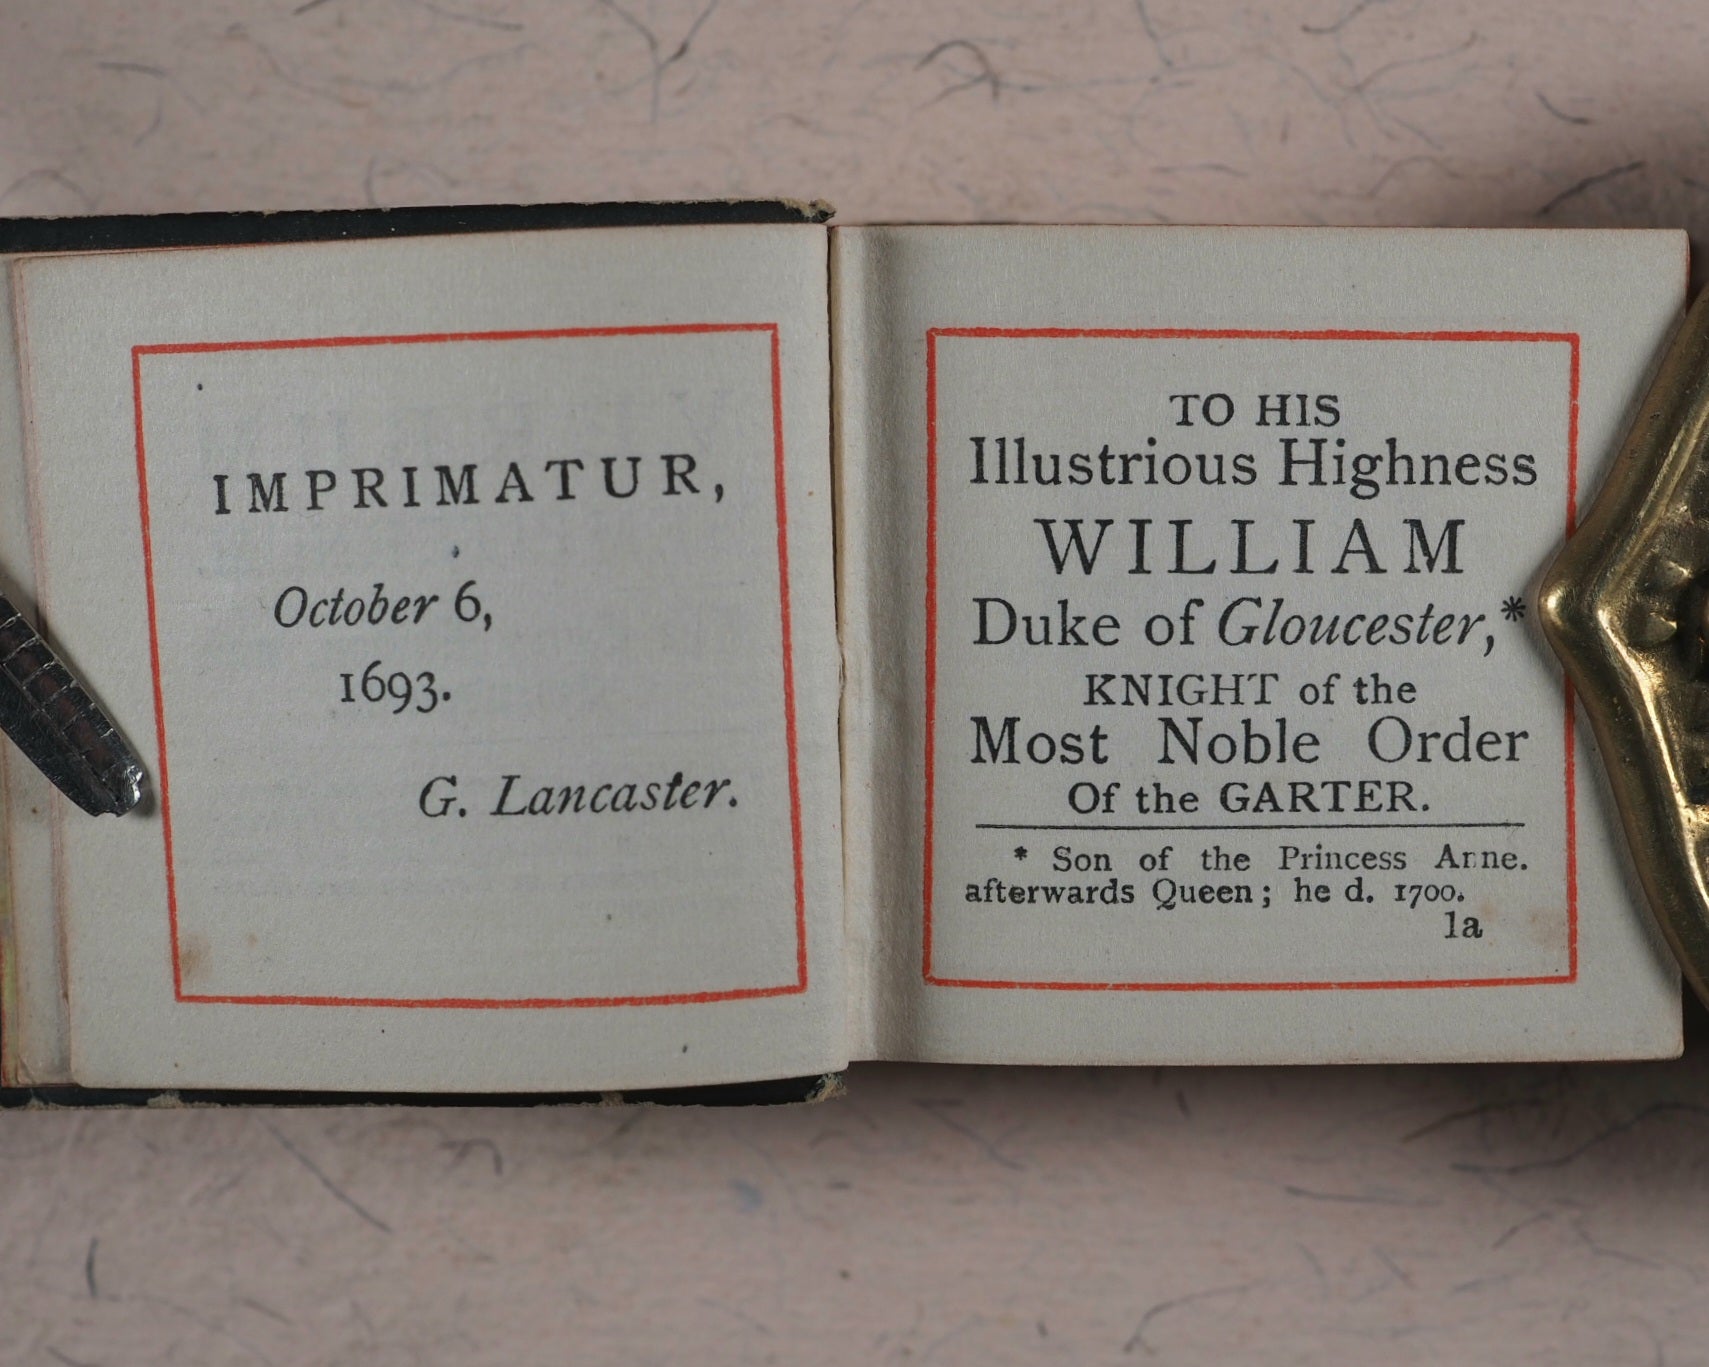 IMPRIMATUR,
October 6,
1693.
G. Lancaster.
TO HIS
Illustrious Highness
WILLIAM
Duke of Gloucester,*
KNIGHT of the
Most Noble Order
Of the GARTER.
* Son of the Princess Anne.
afterwards Queen; he d. 1700.
1a